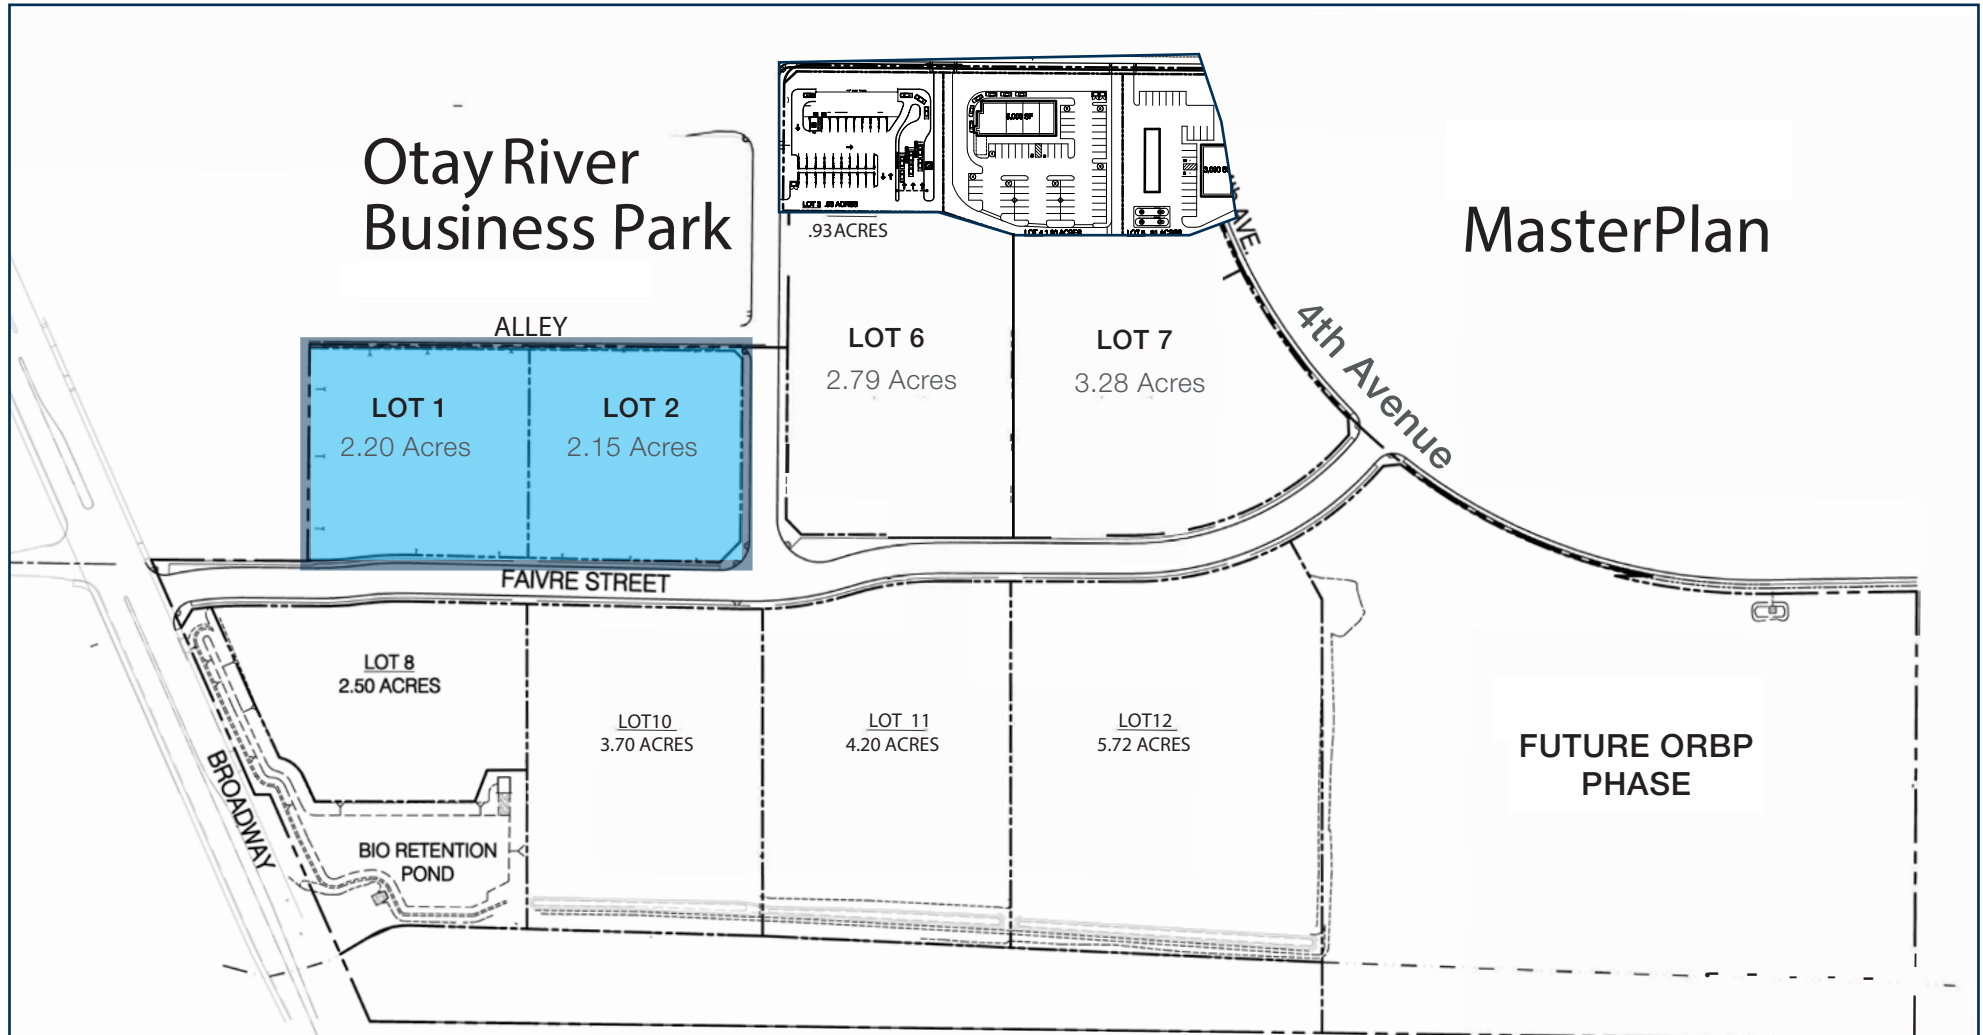 Otay River
Business Park
MasterPlan
.93 ACRES
AVE.
4th Avenue
ALLEY
LOT 1
2.20 Acres
LOT 2
2.15 Acres
LOT 6
2.79 Acres
LOT 7
3.28 Acres
FAIVRE STREET
LOT 8
2.50 ACRES
LOT10
3.70 ACRES
LOT 11
4.20 ACRES
LOT12
5.72 ACRES
FUTURE ORBP
PHASE
BROADWAY
BIO RETENTION
POND